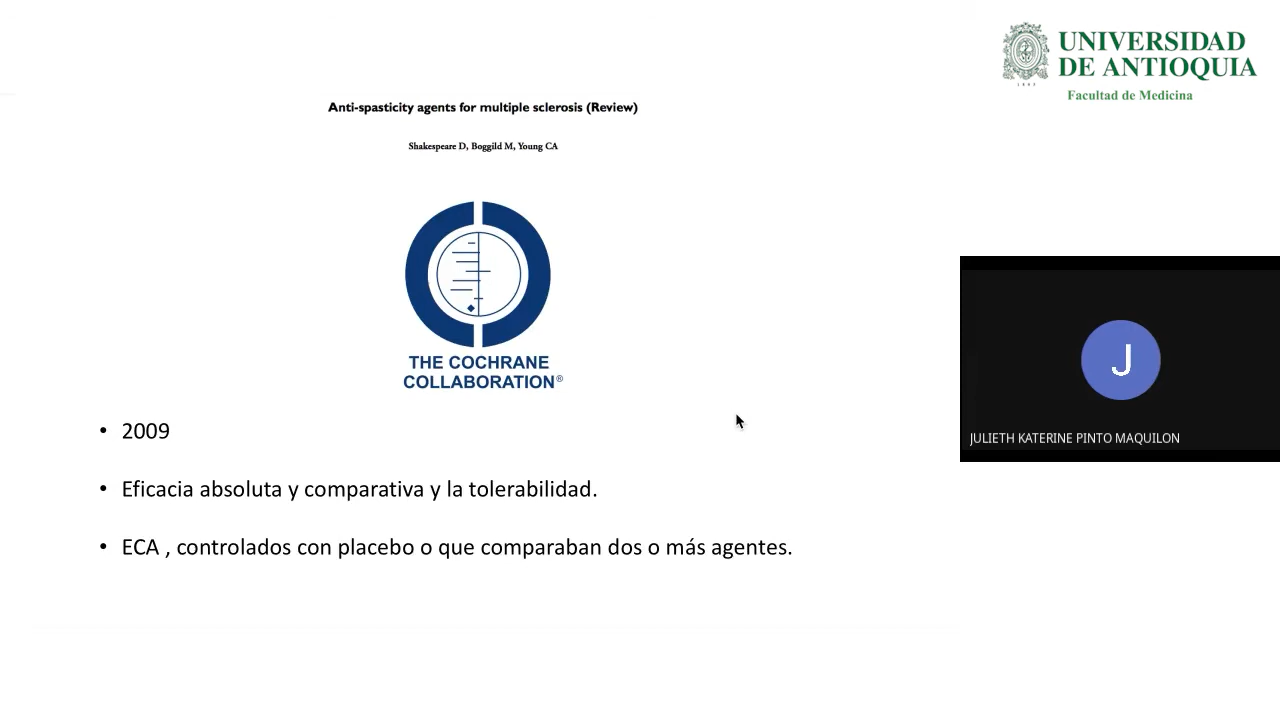 UNIVERSIDAD
DE ANTIOQUIA
1803
Facultad de Medicina
Anti-spasticity agents for multiple sclerosis (Review)
Shakespeare D, Boggild M, Young CA
THE COCHRANE
COLLABORATION®
• 2009
• Eficacia absoluta y comparativa y la tolerabilidad.
• ECA , controlados con placebo o que comparaban dos o más agentes.
J
JULIETH KATERINE PINTO MAQUILON